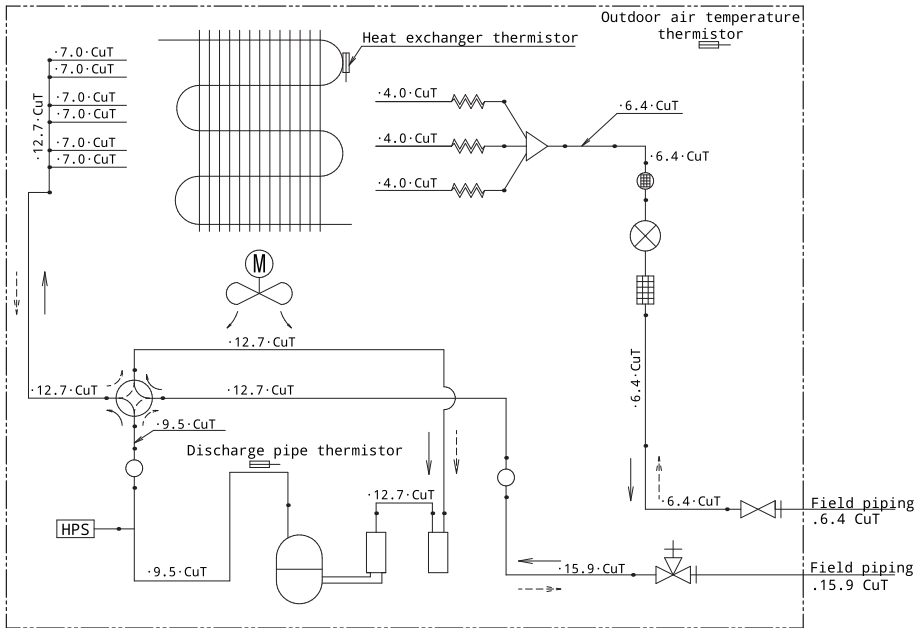 Outdoor air temperature
thermistor
Heat exchanger thermistor
·7.0·CuT
·7.0·CuT
·7.0·CuT
·7.0·CuT
·7.0·CuT
·7.0·CuT
·12.7·CuT
·4.0·CuT
·4.0·CuT
·4.0·CuT
·6.4·CuT
·6.4·CuT
M
·12.7·CuT
·6.4·CuT
·12.7·CuT
·12.7·CuT
·9.5·CuT
Discharge pipe thermistor
·12.7·CuT
·6.4·CuT
Field piping
.6.4 CuT
HPS
·9.5·CuT
·15.9·CuT
Field piping
.15.9 CuT